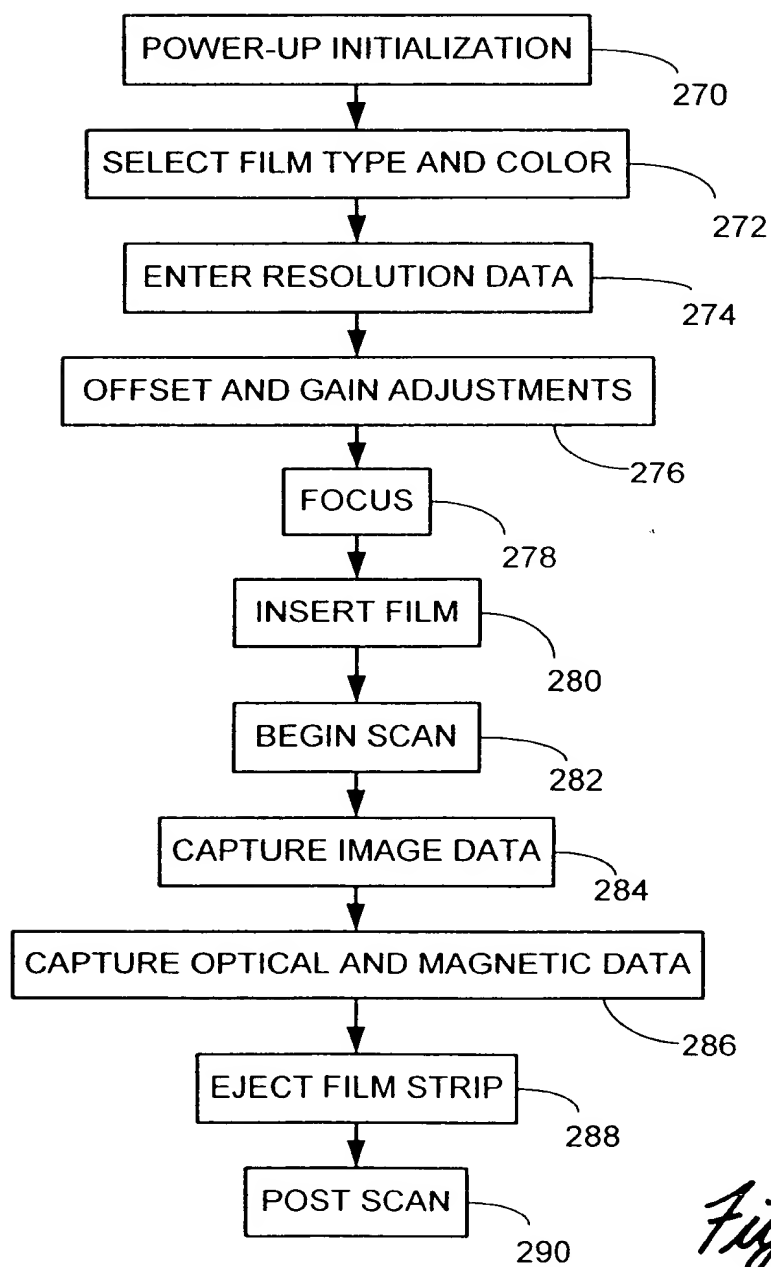 POWER-UP INITIALIZATION
270
SELECT FILM TYPE AND COLOR
272
ENTER RESOLUTION DATA
274
OFFSET AND GAIN ADJUSTMENTS
276
FOCUS
278
INSERT FILM
280
BEGIN SCAN
282
CAPTURE IMAGE DATA
284
CAPTURE OPTICAL AND MAGNETIC DATA
286
EJECT FILM STRIP
288
POST SCAN
290